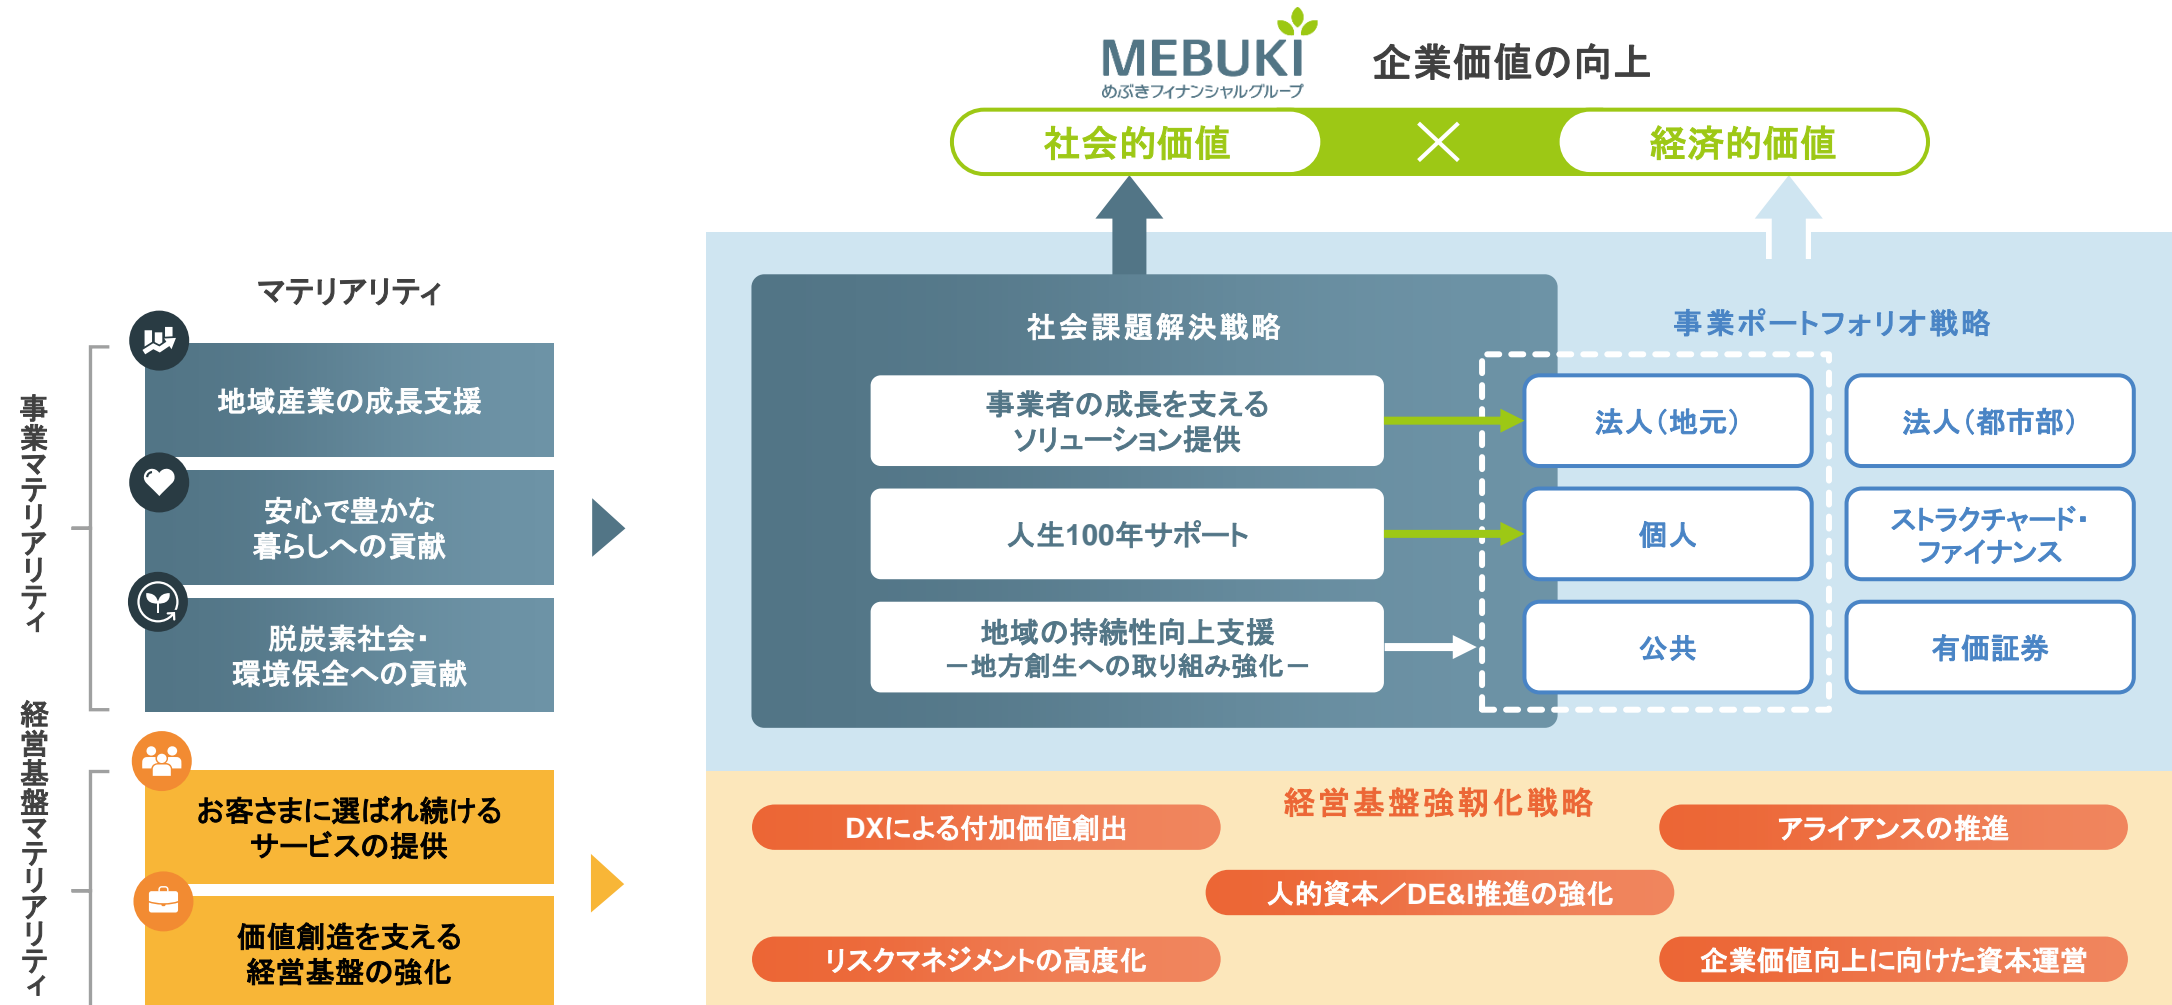 MEBUKI
めぶきフィナンシャルグループ
企業価値の向上
社会的価値
×
経済的価値
マテリアリティ
事業マテリアリティ
地域産業の成長支援
安心で豊かな
暮らしへの貢献
脱炭素社会・
環境保全への貢献
経営基盤マテリアリティ
お客さまに選ばれ続ける
サービスの提供
価値創造を支える
経営基盤の強化
社会課題解決戦略
事業者の成長を支える
ソリューション提供
人生100年サポート
地域の持続性向上支援
－地方創生への取り組み強化－
事業ポートフォリオ戦略
法人（地元）
法人（都市部）
個人
ストラクチャード・
ファイナンス
公共
有価証券
経営基盤強靭化戦略
DXによる付加価値創出
アライアンスの推進
人的資本／DE&I推進の強化
リスクマネジメントの高度化
企業価値向上に向けた資本運営